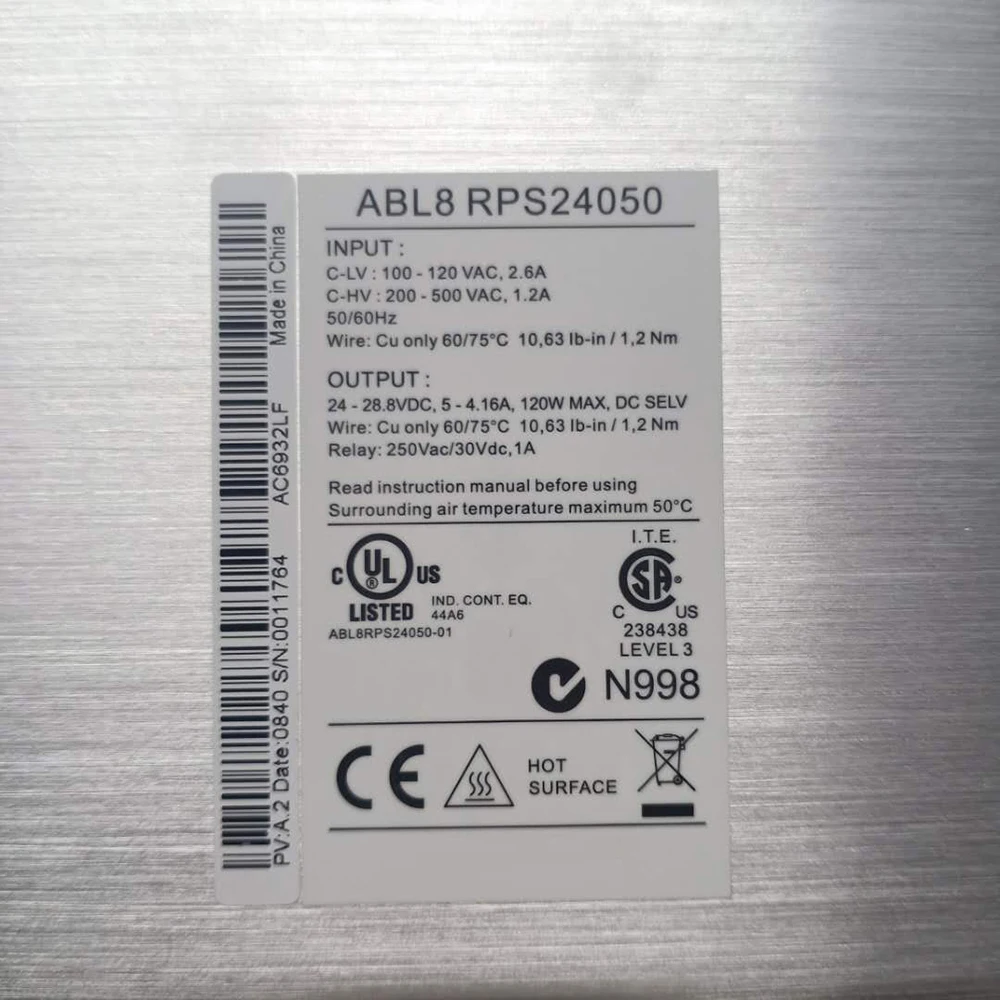 ABL8 RPS24050
INPUT :
C-LV : 100 - 120 VAC, 2.6A
C-HV : 200 - 500 VAC, 1.2A
50/60Hz
Wire: Cu only 60/75°C 10,63 lb-in / 1,2 Nm
OUTPUT :
24 - 28.8VDC, 5 - 4.16A, 120W MAX, DC SELV
Wire: Cu only 60/75°C 10,63 lb-in / 1,2 Nm
Relay: 250Vac/30Vdc,1A
Read instruction manual before using
Surrounding air temperature maximum 50°C
C UL ® US
LISTED
IND. CONT. EQ.
44A6
ABL8RPS24050-01
I.T.E.
SA ®
C US
238438
LEVEL 3
N998
CE
HOT
SURFACE
PV:A.2 Date:0840 S/N:0011764 AC6932LF Made in China